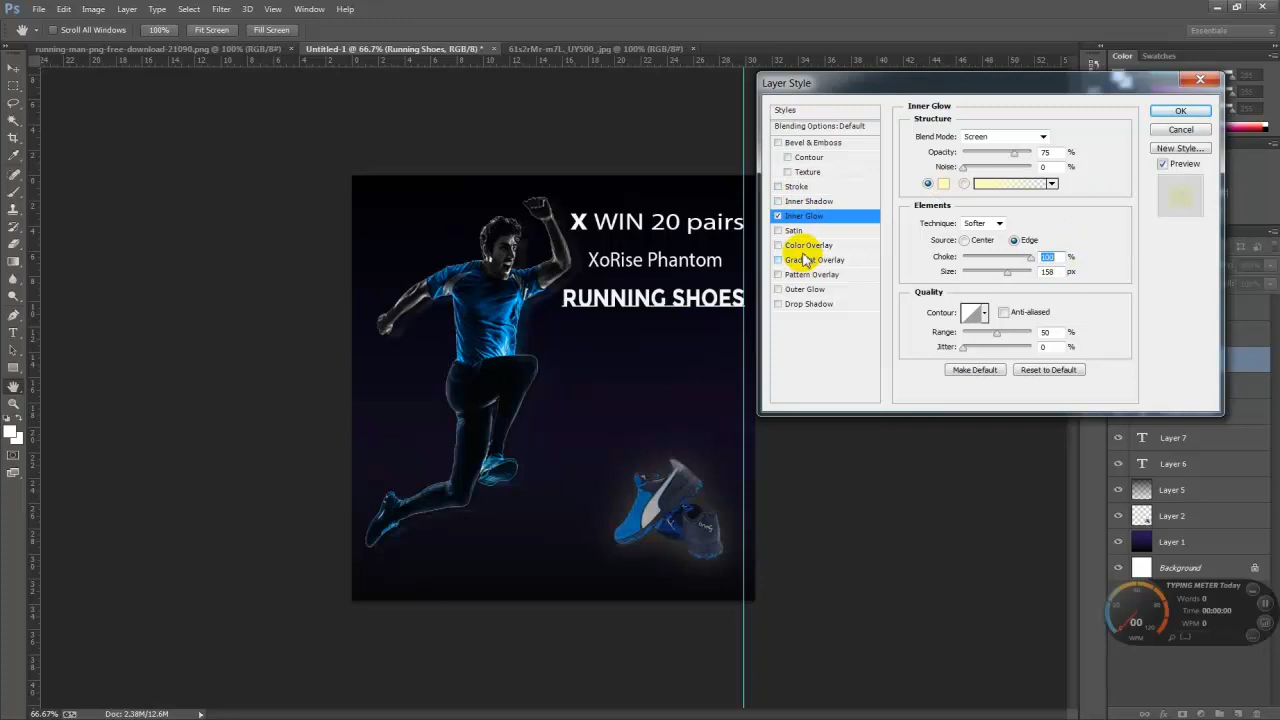 Ps File Edit Image Layer Type Select Filter 3D View Window Help
Scroll All Windows 100% Fit Screen Fill Screen Essentials
running-man-png-free-download-21090.png @ 100% (RGB/8#) × Untitled-1 @ 66.7% (Running Shoes, RGB/8) * × 61s2rMr-m7L._UY500_.jpg @ 100% (RGB/8#) ×
Color Swatches
Layer Style
Styles
Blending Options:Default
Bevel & Emboss
Contour
Texture
Stroke
Inner Shadow
Inner Glow
Satin
Color Overlay
Gradient Overlay
Pattern Overlay
Outer Glow
Drop Shadow
Inner Glow
Structure
Blend Mode: Screen
Opacity: 75 %
Noise: 0 %
Elements
Technique: Softer
Source: Center Edge
Choke: 100 %
Size: 158 px
Quality
Contour: Anti-aliased
Range: 50 %
Jitter: 0 %
Make Default Reset to Default
OK
Cancel
New Style...
Preview
X WIN 20 pairs
XoRise Phantom
RUNNING SHOES
Layer 7
Layer 6
Layer 5
Layer 2
Layer 1
Background
TYPING METER Today
Words 0
Time 00:00:00
WPM 0
00
WPM
66.67% Doc: 2.38M/12.6M